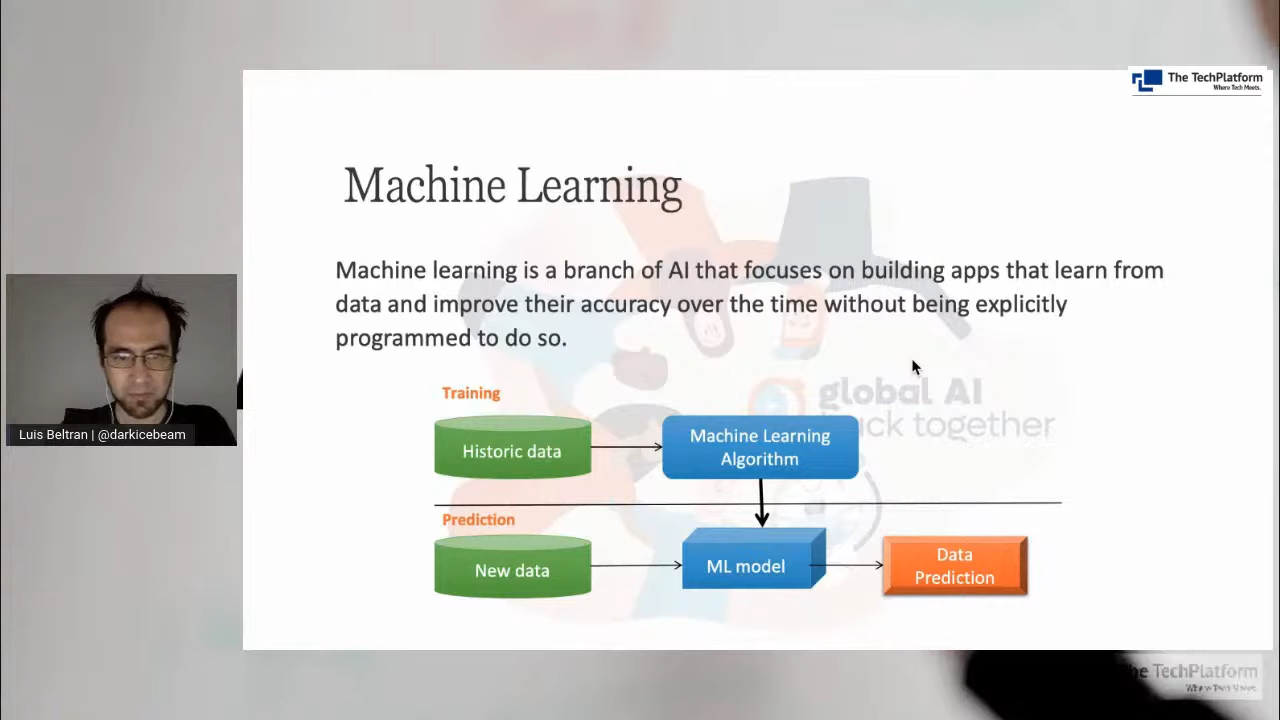 The TechPlatform
Where Tech Meets.
Machine Learning
Machine learning is a branch of AI that focuses on building apps that learn from
data and improve their accuracy over the time without being explicitly
programmed to do so.
Training
global AI
together
Historic data
Machine Learning
Algorithm
Prediction
New data
ML model
Data
Prediction
Luis Beltran | @darkicebeam
The TechPlatform
Where Tech Meets.